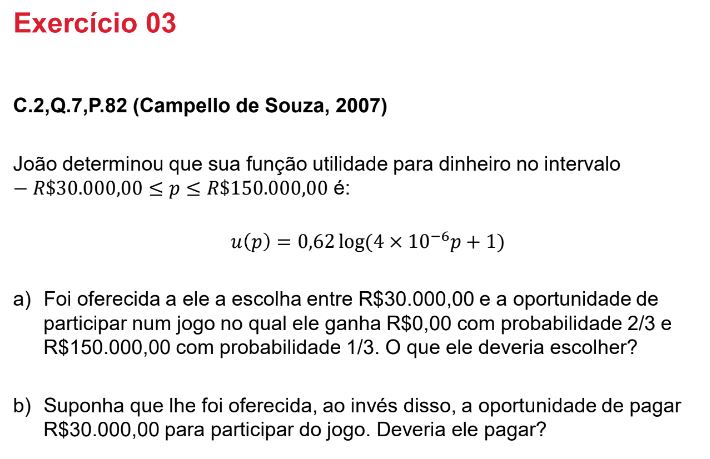 Exercício 03
C.2,Q.7,P.82 (Campello de Souza, 2007)
João determinou que sua função utilidade para dinheiro no intervalo
− R$30.000,00 ≤ p ≤ R$150.000,00 é:
u(p) = 0,62 log(4 × 10⁻⁶p + 1)
a) Foi oferecida a ele a escolha entre R$30.000,00 e a oportunidade de
participar num jogo no qual ele ganha R$0,00 com probabilidade 2/3 e
R$150.000,00 com probabilidade 1/3. O que ele deveria escolher?
b) Suponha que lhe foi oferecida, ao invés disso, a oportunidade de pagar
R$30.000,00 para participar do jogo. Deveria ele pagar?